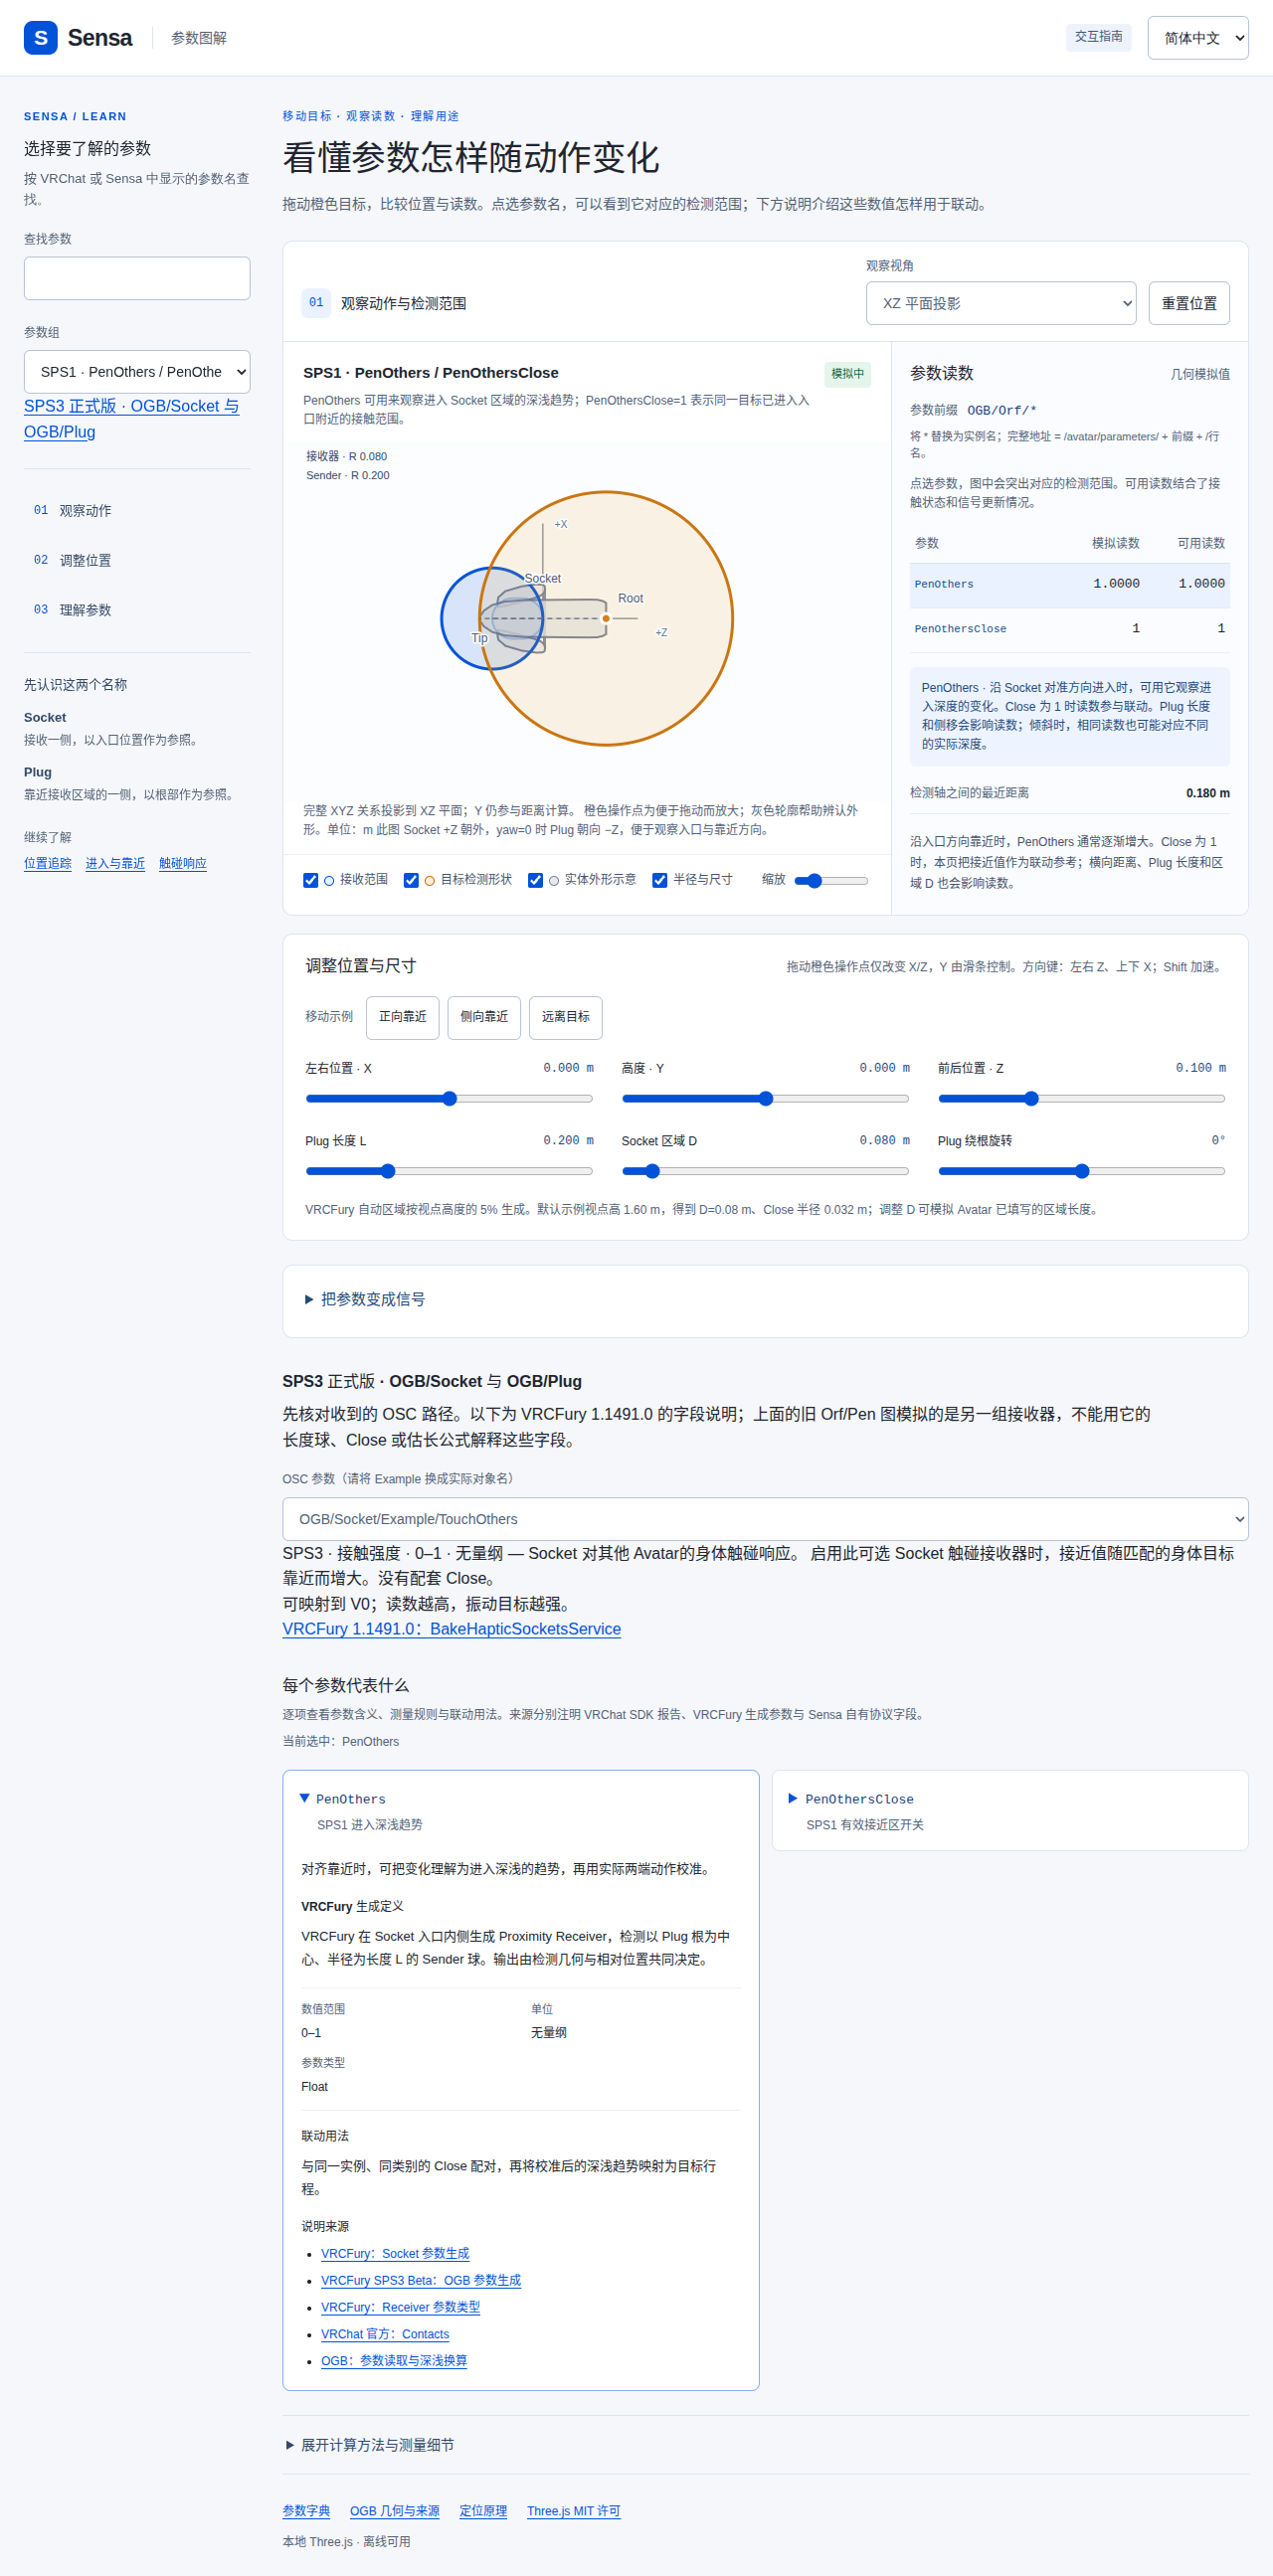 S Sensa 参数图解
交互指南 简体中文
SENSA / LEARN
选择要了解的参数
按 VRChat 或 Sensa 中显示的参数名查
找。
查找参数
参数组
SPS1 · PenOthers / PenOthe
SPS3 正式版 · OGB/Socket 与
OGB/Plug
01 观察动作
02 调整位置
03 理解参数
先认识这两个名称
Socket
接收一侧，以入口位置作为参照。
Plug
靠近接收区域的一侧，以根部作为参照。
继续了解
位置追踪 进入与靠近 触碰响应
移动目标 · 观察读数 · 理解用途
看懂参数怎样随动作变化
拖动橙色目标，比较位置与读数。点选参数名，可以看到它对应的检测范围；下方说明介绍这些数值怎样用于联动。
观察视角
01 观察动作与检测范围
XZ 平面投影
重置位置
SPS1 · PenOthers / PenOthersClose
模拟中
PenOthers 可用来观察进入 Socket 区域的深浅趋势；PenOthersClose=1 表示同一目标已进入入
口附近的接触范围。
接收器 · R 0.080
Sender · R 0.200
+X
Socket
Root
Tip
+Z
完整 XYZ 关系投影到 XZ 平面；Y 仍参与距离计算。 橙色操作点为便于拖动而放大；灰色轮廓帮助辨认外
形。单位：m 此图 Socket +Z 朝外，yaw=0 时 Plug 朝向 −Z，便于观察入口与靠近方向。
接收范围 目标检测形状 实体外形示意 半径与尺寸 缩放
参数读数 几何模拟值
参数前缀 OGB/Orf/*
将 * 替换为实例名；完整地址 = /avatar/parameters/ + 前缀 + /行
名。
点选参数，图中会突出对应的检测范围。可用读数结合了接
触状态和信号更新情况。
参数 模拟读数 可用读数
PenOthers 1.0000 1.0000
PenOthersClose 1 1
PenOthers · 沿 Socket 对准方向进入时，可用它观察进
入深度的变化。Close 为 1 时读数参与联动。Plug 长度
和侧移会影响读数；倾斜时，相同读数也可能对应不同
的实际深度。
检测轴之间的最近距离 0.180 m
沿入口方向靠近时，PenOthers 通常逐渐增大。Close 为 1
时，本页把接近值作为联动参考；横向距离、Plug 长度和区
域 D 也会影响读数。
调整位置与尺寸
拖动橙色操作点仅改变 X/Z，Y 由滑条控制。方向键：左右 Z、上下 X；Shift 加速。
移动示例 正向靠近 侧向靠近 远离目标
左右位置 · X 0.000 m 高度 · Y 0.000 m 前后位置 · Z 0.100 m
Plug 长度 L 0.200 m Socket 区域 D 0.080 m Plug 绕根旋转 0°
VRCFury 自动区域按视点高度的 5% 生成。默认示例视点高 1.60 m，得到 D=0.08 m、Close 半径 0.032 m；调整 D 可模拟 Avatar 已填写的区域长度。
把参数变成信号
SPS3 正式版 · OGB/Socket 与 OGB/Plug
先核对收到的 OSC 路径。以下为 VRCFury 1.1491.0 的字段说明；上面的旧 Orf/Pen 图模拟的是另一组接收器，不能用它的
长度球、Close 或估长公式解释这些字段。
OSC 参数（请将 Example 换成实际对象名）
OGB/Socket/Example/TouchOthers
SPS3 · 接触强度 · 0–1 · 无量纲 — Socket 对其他 Avatar的身体触碰响应。 启用此可选 Socket 触碰接收器时，接近值随匹配的身体目标
靠近而增大。没有配套 Close。
可映射到 V0；读数越高，振动目标越强。
VRCFury 1.1491.0：BakeHapticSocketsService
每个参数代表什么
逐项查看参数含义、测量规则与联动用法。来源分别注明 VRChat SDK 报告、VRCFury 生成参数与 Sensa 自有协议字段。
当前选中：PenOthers
PenOthers
SPS1 进入深浅趋势
对齐靠近时，可把变化理解为进入深浅的趋势，再用实际两端动作校准。
VRCFury 生成定义
VRCFury 在 Socket 入口内侧生成 Proximity Receiver，检测以 Plug 根为中
心、半径为长度 L 的 Sender 球。输出由检测几何与相对位置共同决定。
数值范围 单位
0–1 无量纲
参数类型
Float
联动用法
与同一实例、同类别的 Close 配对，再将校准后的深浅趋势映射为目标行
程。
说明来源
VRCFury：Socket 参数生成
VRCFury SPS3 Beta：OGB 参数生成
VRCFury：Receiver 参数类型
VRChat 官方：Contacts
OGB：参数读取与深浅换算
PenOthersClose
SPS1 有效接近区开关
展开计算方法与测量细节
参数字典 OGB 几何与来源 定位原理 Three.js MIT 许可
本地 Three.js · 离线可用